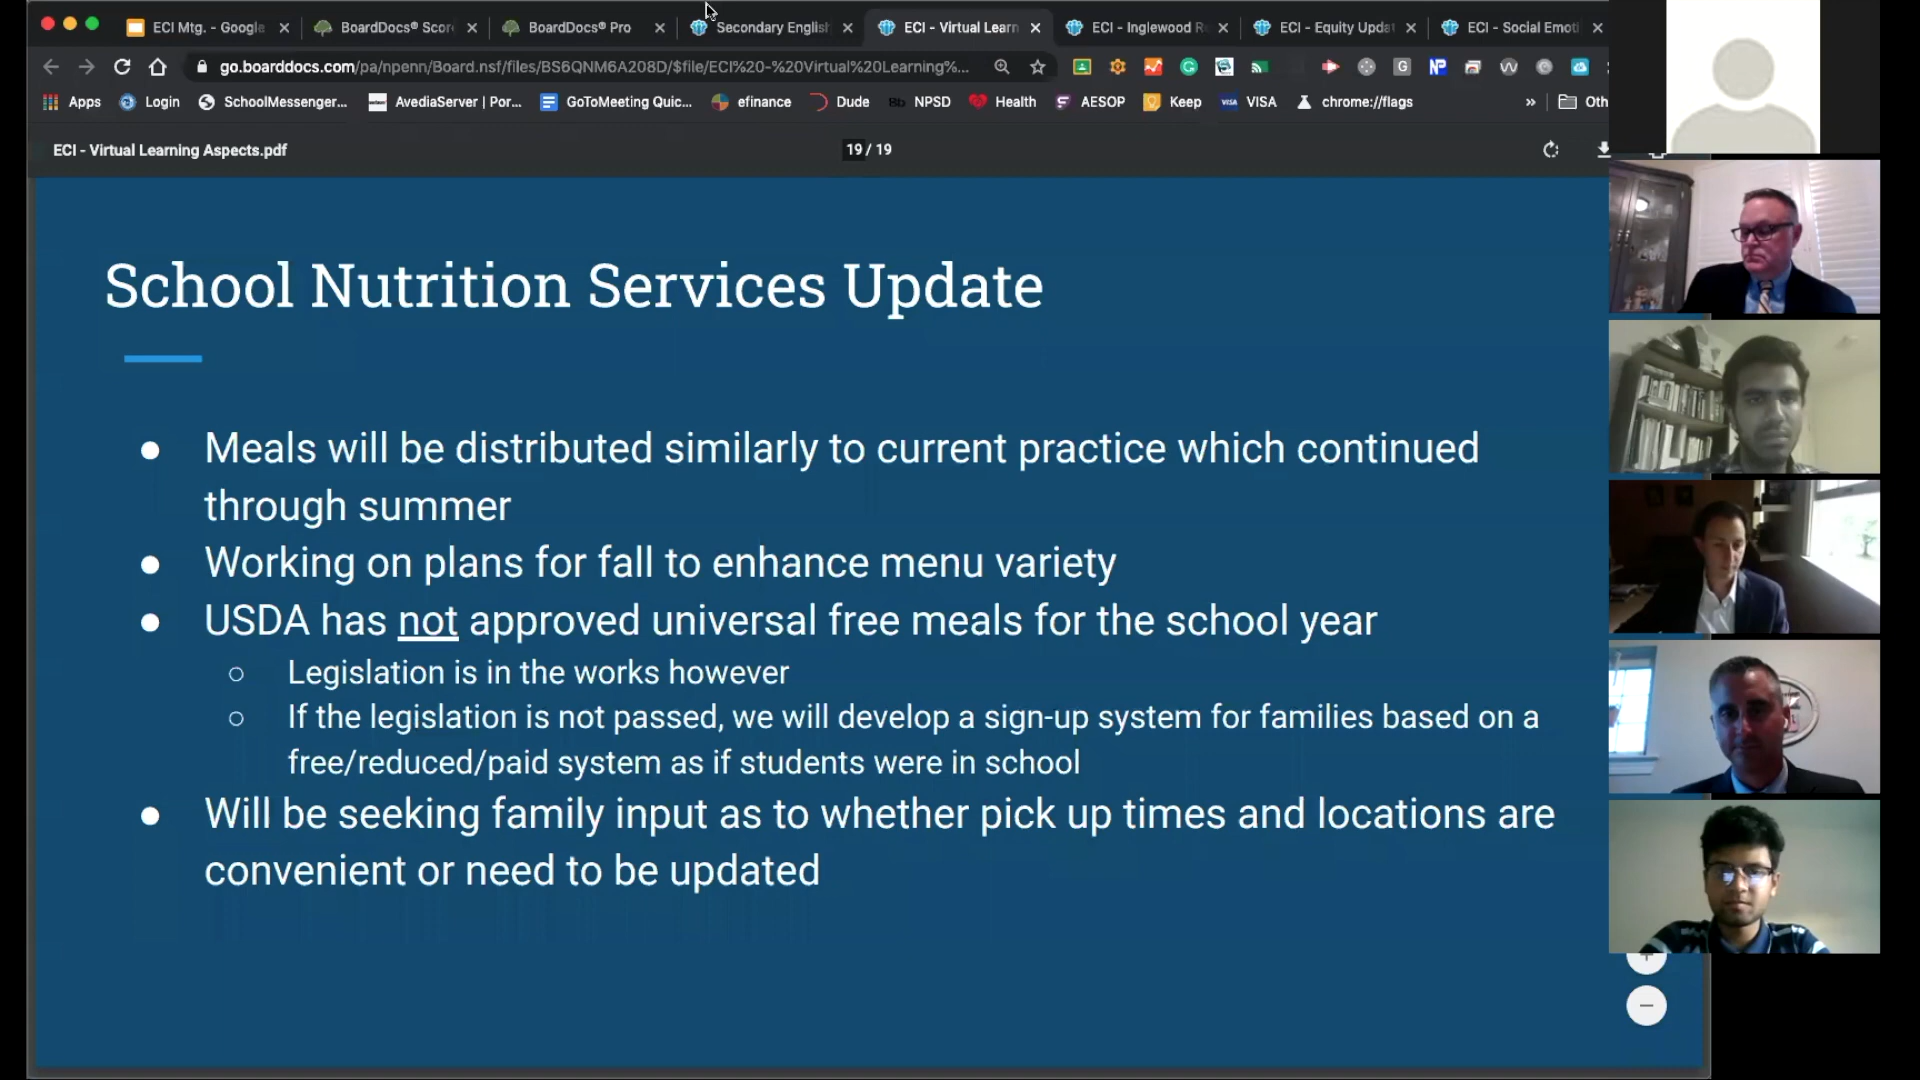 ECI Mtg. - Google
BoardDocs® Scor
BoardDocs® Pro
Secondary English
ECI - Virtual Learn
ECI - Inglewood R
ECI - Equity Updat
ECI - Social Emoti
go.boarddocs.com/pa/npenn/Board.nsf/files/BS6QNM6A208D/$file/ECI%20-%20Virtual%20Learning%...
Apps
Login
SchoolMessenger...
AvediaServer | Por...
GoToMeeting Quic...
efinance
Dude
Bb NPSD
Health
AESOP
Keep
VISA VISA
chrome://flags
»
Oth
ECI - Virtual Learning Aspects.pdf
19 / 19
School Nutrition Services Update
● Meals will be distributed similarly to current practice which continued
through summer
● Working on plans for fall to enhance menu variety
● USDA has not approved universal free meals for the school year
○ Legislation is in the works however
○ If the legislation is not passed, we will develop a sign-up system for families based on a
free/reduced/paid system as if students were in school
● Will be seeking family input as to whether pick up times and locations are
convenient or need to be updated